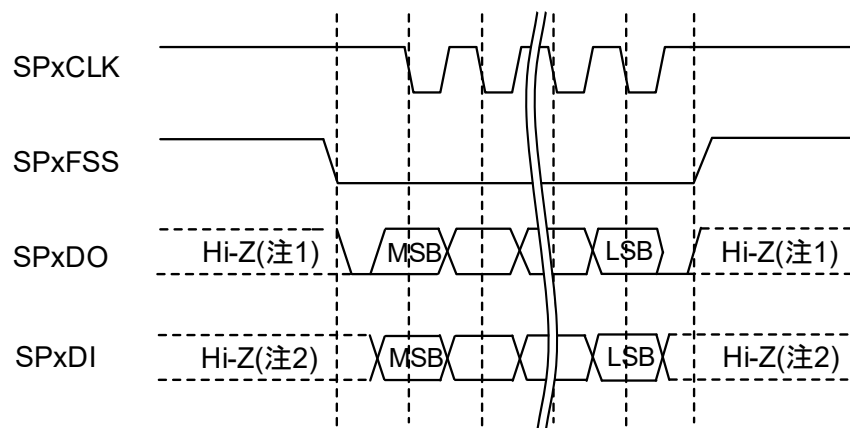 SPxCLK
SPxFSS
SPxDO Hi-Z(注1) MSB LSB Hi-Z(注1)
SPxDI Hi-Z(注2) MSB LSB Hi-Z(注2)